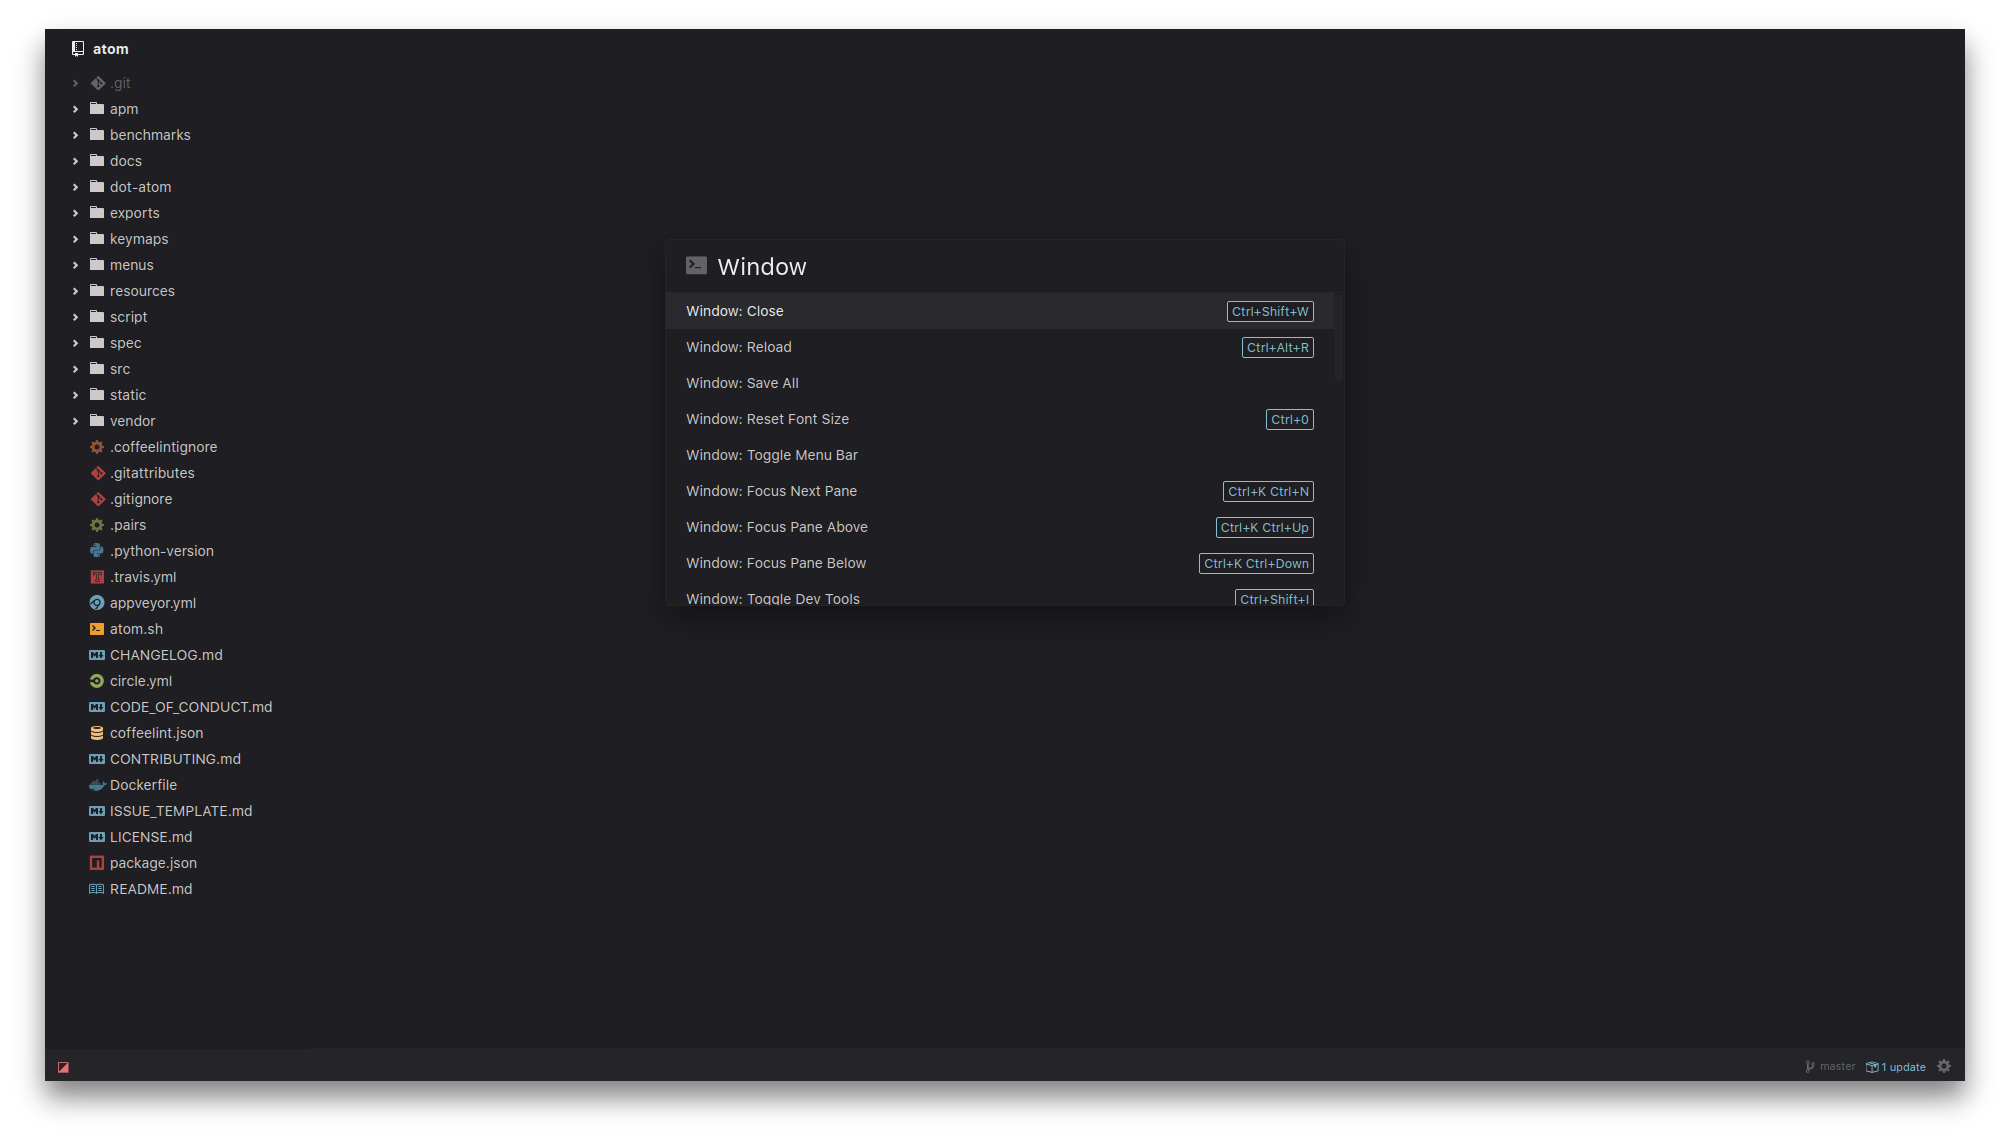 atom
.git
apm
benchmarks
docs
dot-atom
exports
keymaps
menus
resources
script
spec
src
static
vendor
.coffeelintignore
.gitattributes
.gitignore
.pairs
.python-version
.travis.yml
appveyor.yml
atom.sh
CHANGELOG.md
circle.yml
CODE_OF_CONDUCT.md
coffeelint.json
CONTRIBUTING.md
Dockerfile
ISSUE_TEMPLATE.md
LICENSE.md
package.json
README.md
Window
Window: Close Ctrl+Shift+W
Window: Reload Ctrl+Alt+R
Window: Save All
Window: Reset Font Size Ctrl+0
Window: Toggle Menu Bar
Window: Focus Next Pane Ctrl+K Ctrl+N
Window: Focus Pane Above Ctrl+K Ctrl+Up
Window: Focus Pane Below Ctrl+K Ctrl+Down
Window: Toggle Dev Tools Ctrl+Shift+I
master 1 update